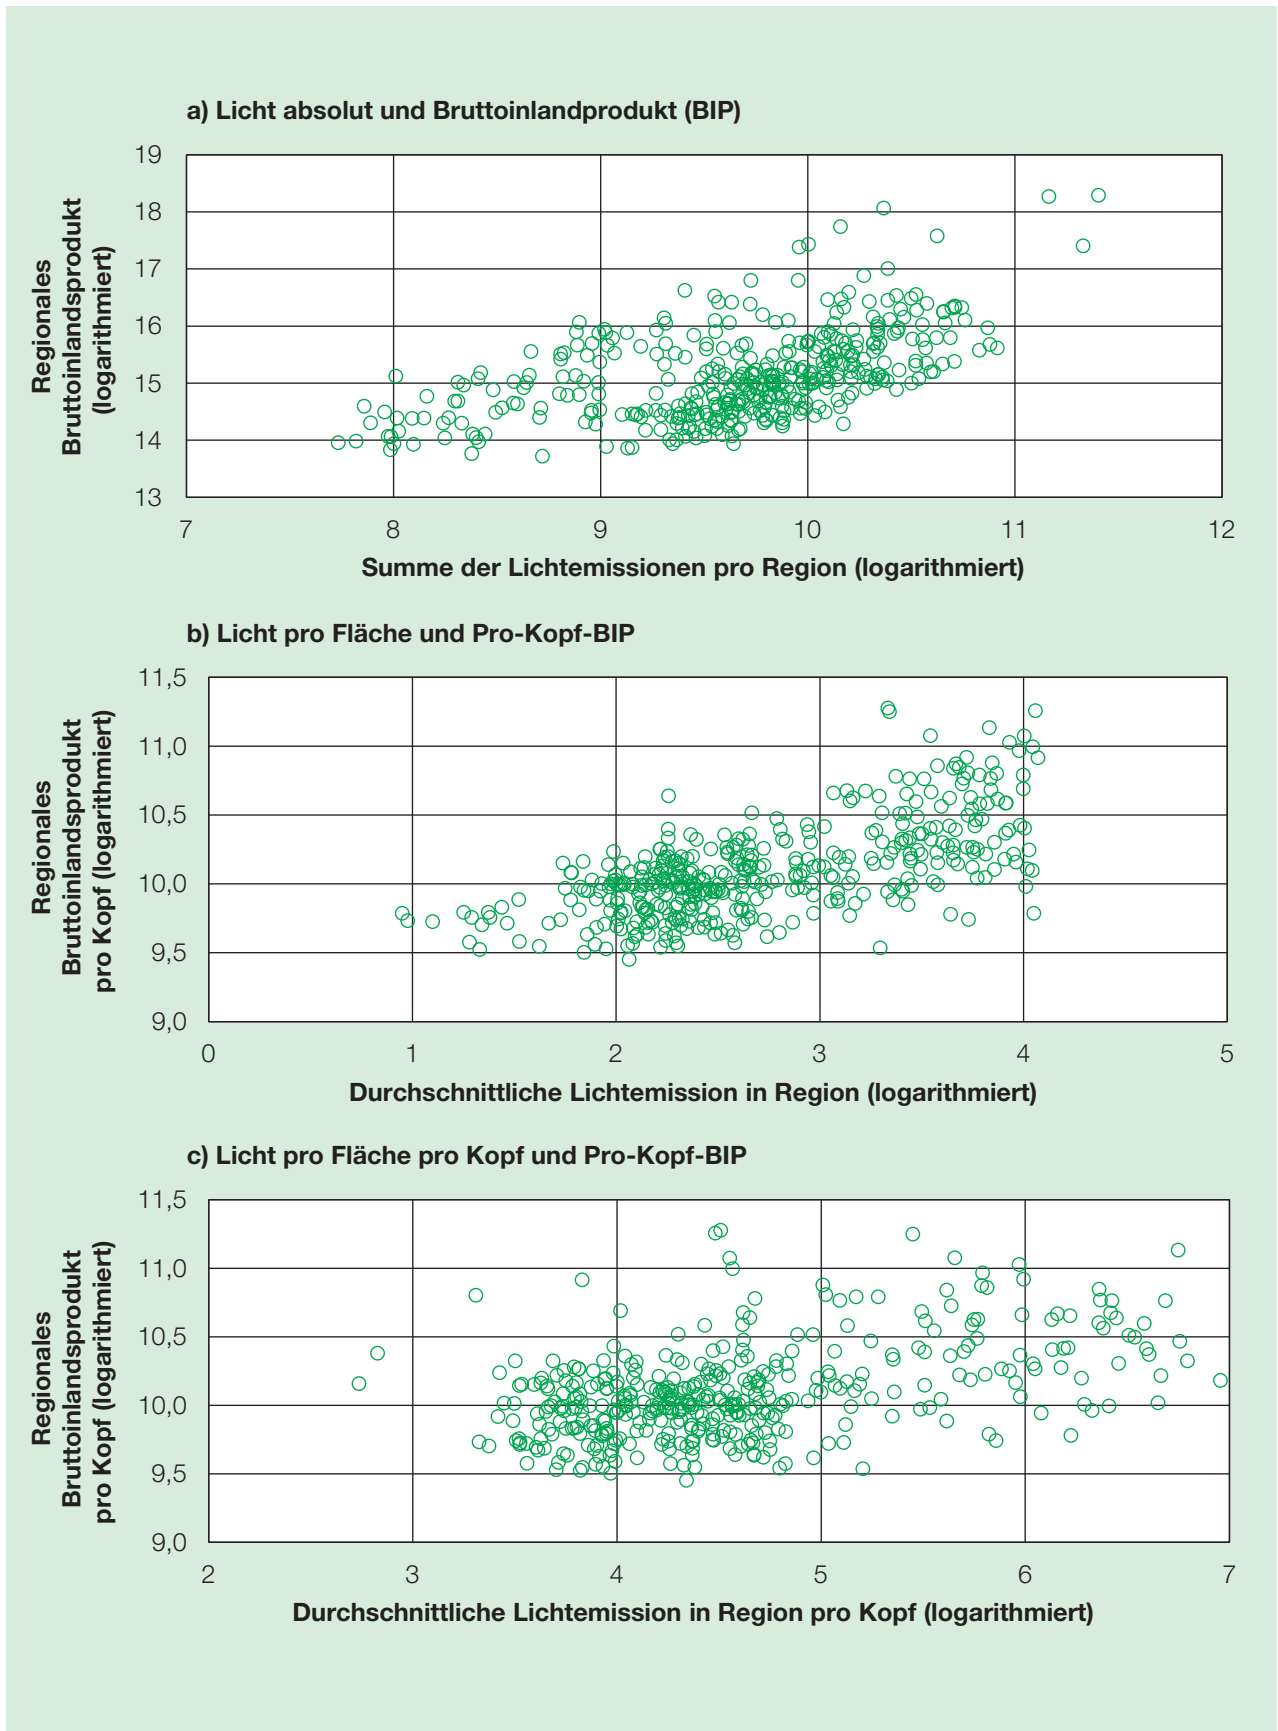 a) Licht absolut und Bruttoinlandprodukt (BIP)
Regionales
Bruttoinlandsprodukt
(logarithmiert)
19
18
17
16
15
14
13
7 8 9 10 11 12
Summe der Lichtemissionen pro Region (logarithmiert)
b) Licht pro Fläche und Pro-Kopf-BIP
Regionales
Bruttoinlandsprodukt
pro Kopf (logarithmiert)
11,5
11,0
10,5
10,0
9,5
9,0
0 1 2 3 4 5
Durchschnittliche Lichtemission in Region (logarithmiert)
c) Licht pro Fläche pro Kopf und Pro-Kopf-BIP
Regionales
Bruttoinlandsprodukt
pro Kopf (logarithmiert)
11,5
11,0
10,5
10,0
9,5
9,0
2 3 4 5 6 7
Durchschnittliche Lichtemission in Region pro Kopf (logarithmiert)